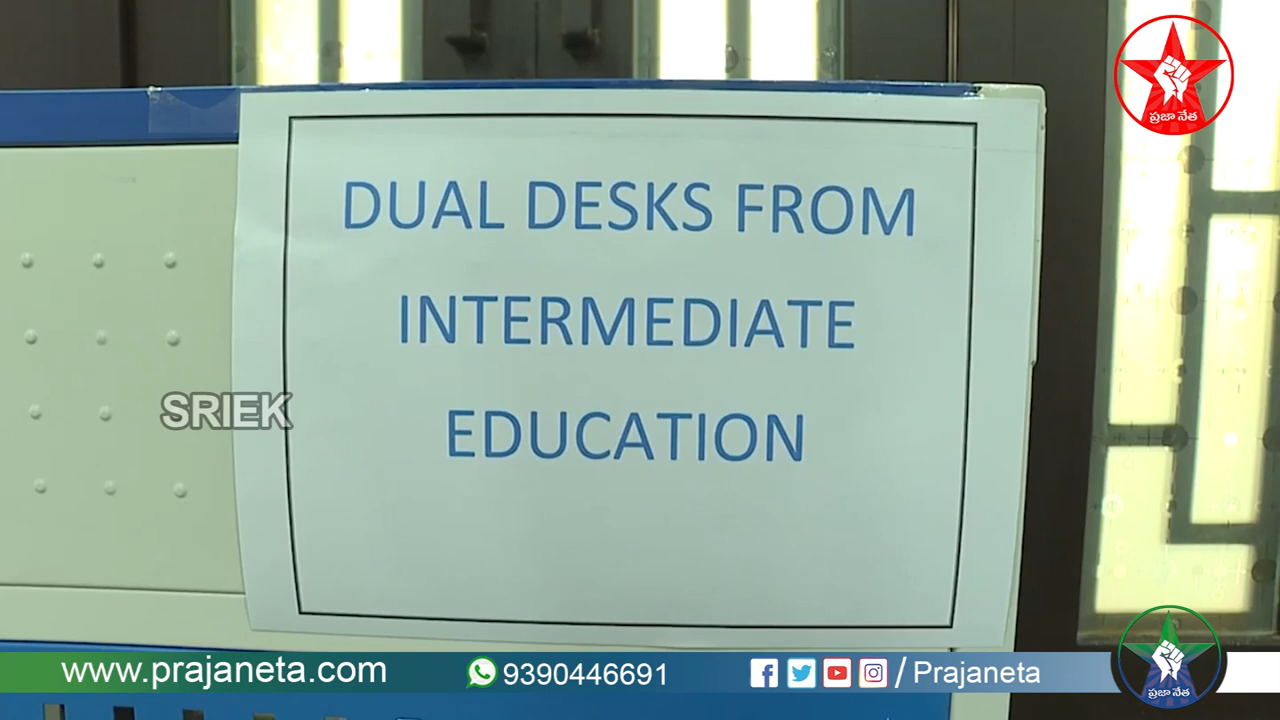 ప్రజా నేత
DUAL DESKS FROM
INTERMEDIATE
EDUCATION
SRIEK
www.prajaneta.com
9390446691
/ Prajaneta
ప్రజా నేత